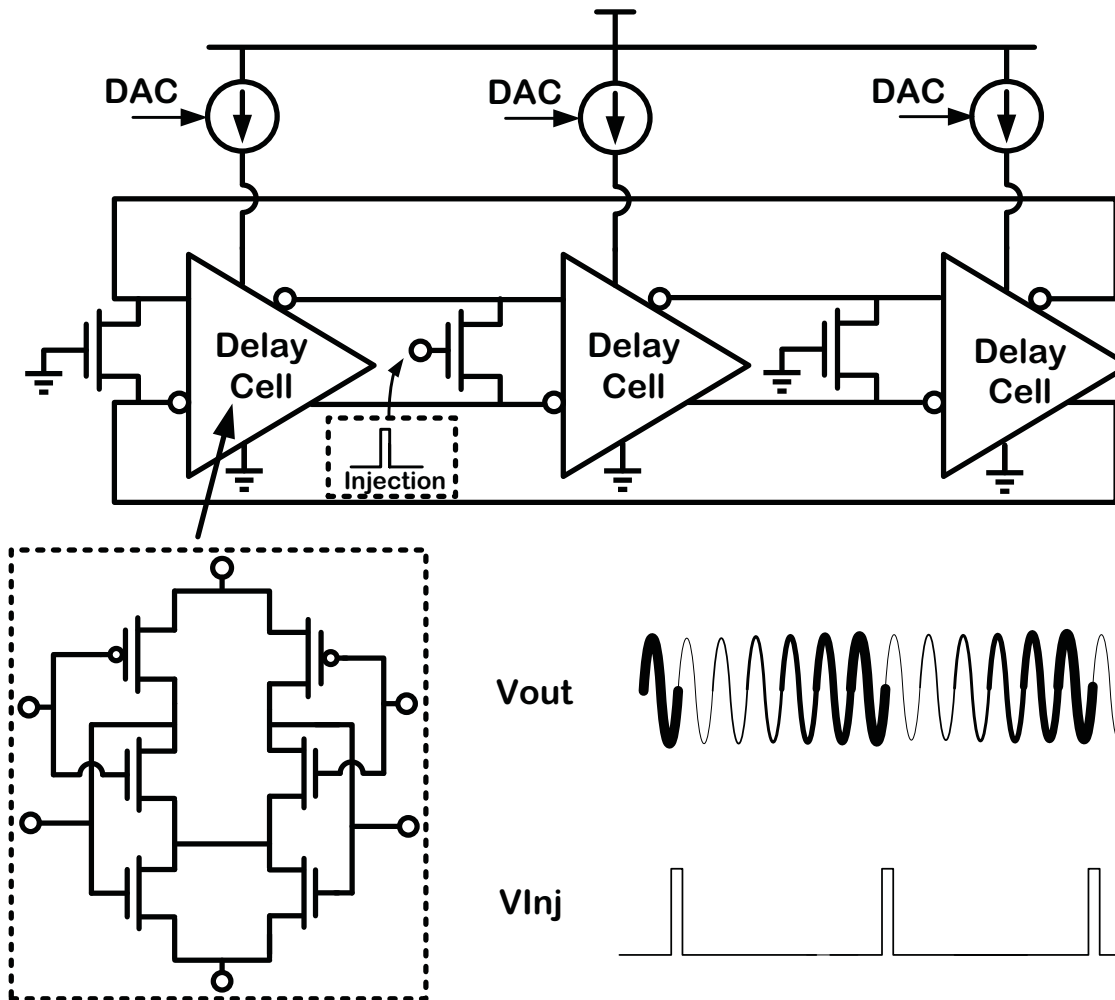 DAC
DAC
DAC
Delay
Cell
Delay
Cell
Delay
Cell
Injection
Vout
VInj